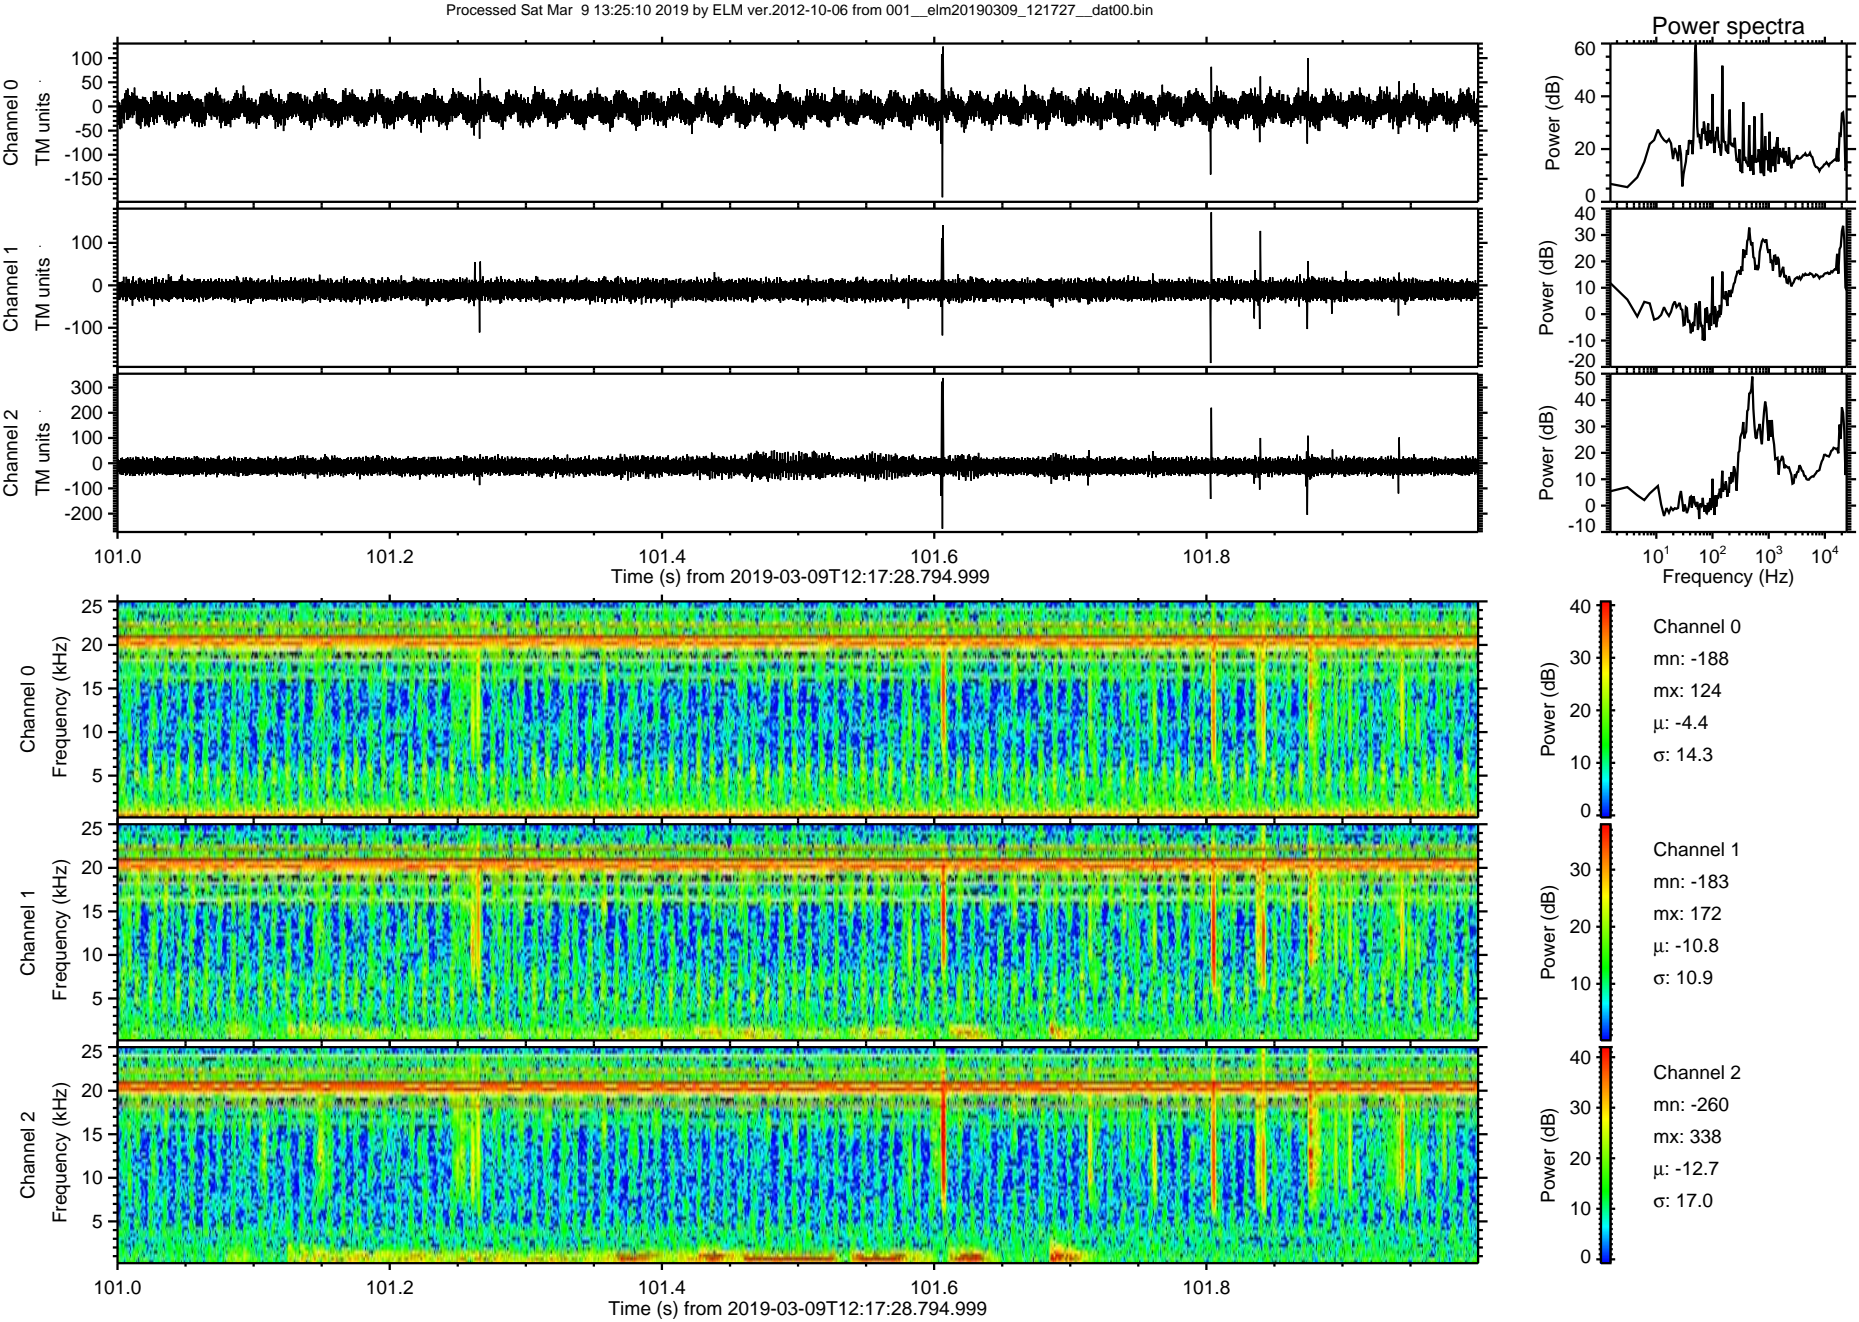 Processed Sat Mar 9 13:25:10 2019 by ELM ver.2012-10-06 from 001__elm20190309_121727__dat00.bin
Power spectra
Channel 0
TM units
100
50
0
-50
-100
-150
Power (dB)
60
40
20
0
Channel 1
TM units
100
0
-100
Power (dB)
40
30
20
10
0
-10
-20
Channel 2
TM units
300
200
100
0
-100
-200
Power (dB)
50
40
30
20
10
0
-10
101.0 101.2 101.4 101.6 101.8
Time (s) from 2019-03-09T12:17:28.794.999
10¹ 10² 10³ 10⁴
Frequency (Hz)
Channel 0
Frequency (kHz)
25
20
15
10
5
Power (dB)
40
30
20
10
0
Channel 0
mn: -188
mx: 124
μ: -4.4
σ: 14.3
Channel 1
Frequency (kHz)
25
20
15
10
5
Power (dB)
30
20
10
Channel 1
mn: -183
mx: 172
μ: -10.8
σ: 10.9
Channel 2
Frequency (kHz)
25
20
15
10
5
Power (dB)
40
30
20
10
0
Channel 2
mn: -260
mx: 338
μ: -12.7
σ: 17.0
101.0 101.2 101.4 101.6 101.8
Time (s) from 2019-03-09T12:17:28.794.999